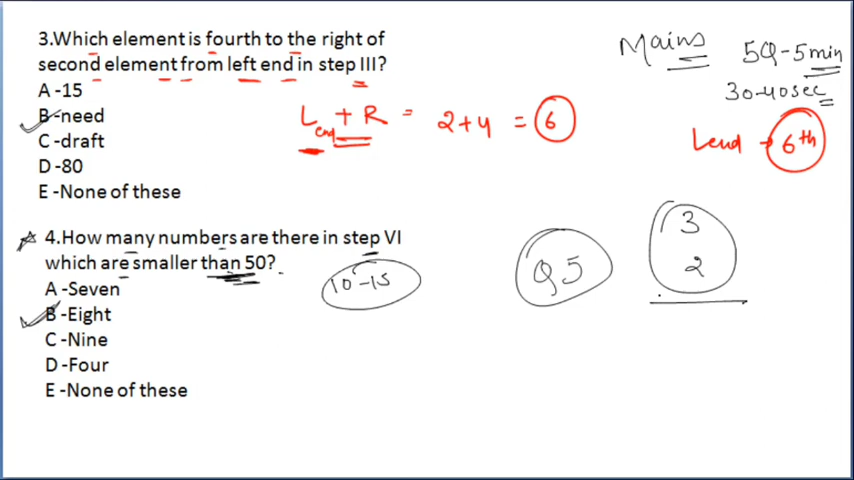 3.Which element is fourth to the right of
second element from left end in step III?
A -15
B-need
C -draft
D -80
E -None of these
L end + R = 2+4 = 6
Mains 5Q-5min
30-40sec
Lend → 6th
4.How many numbers are there in step VI
which are smaller than 50?
A -Seven
B -Eight
C -Nine
D -Four
E -None of these
10-15
Q5
3
2